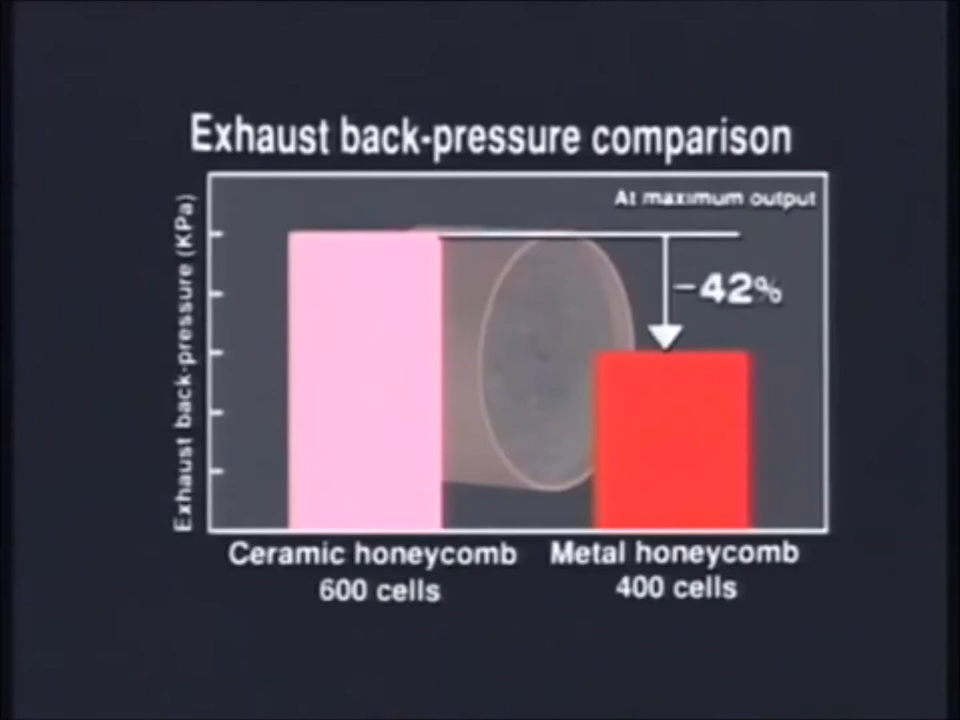 Exhaust back-pressure comparison
At maximum output
Exhaust back-pressure (KPa)
-42%
Ceramic honeycomb
600 cells
Metal honeycomb
400 cells